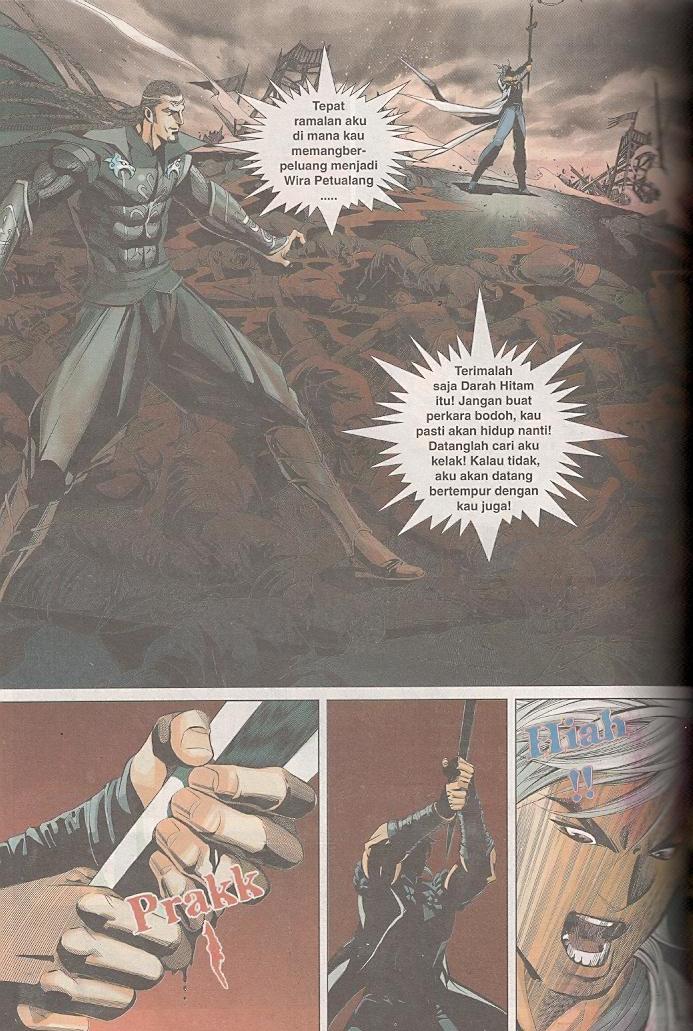 Tepat
ramalan aku
di mana kau
memangber-
peluang menjadi
Wira Petualang
.....
Terimalah
saja Darah Hitam
itu! Jangan buat
perkara bodoh, kau
pasti akan hidup nanti!
Datanglah cari aku
kelak! Kalau tidak,
aku akan datang
bertempur dengan
kau juga!
Prakk
!
Hiah
!!